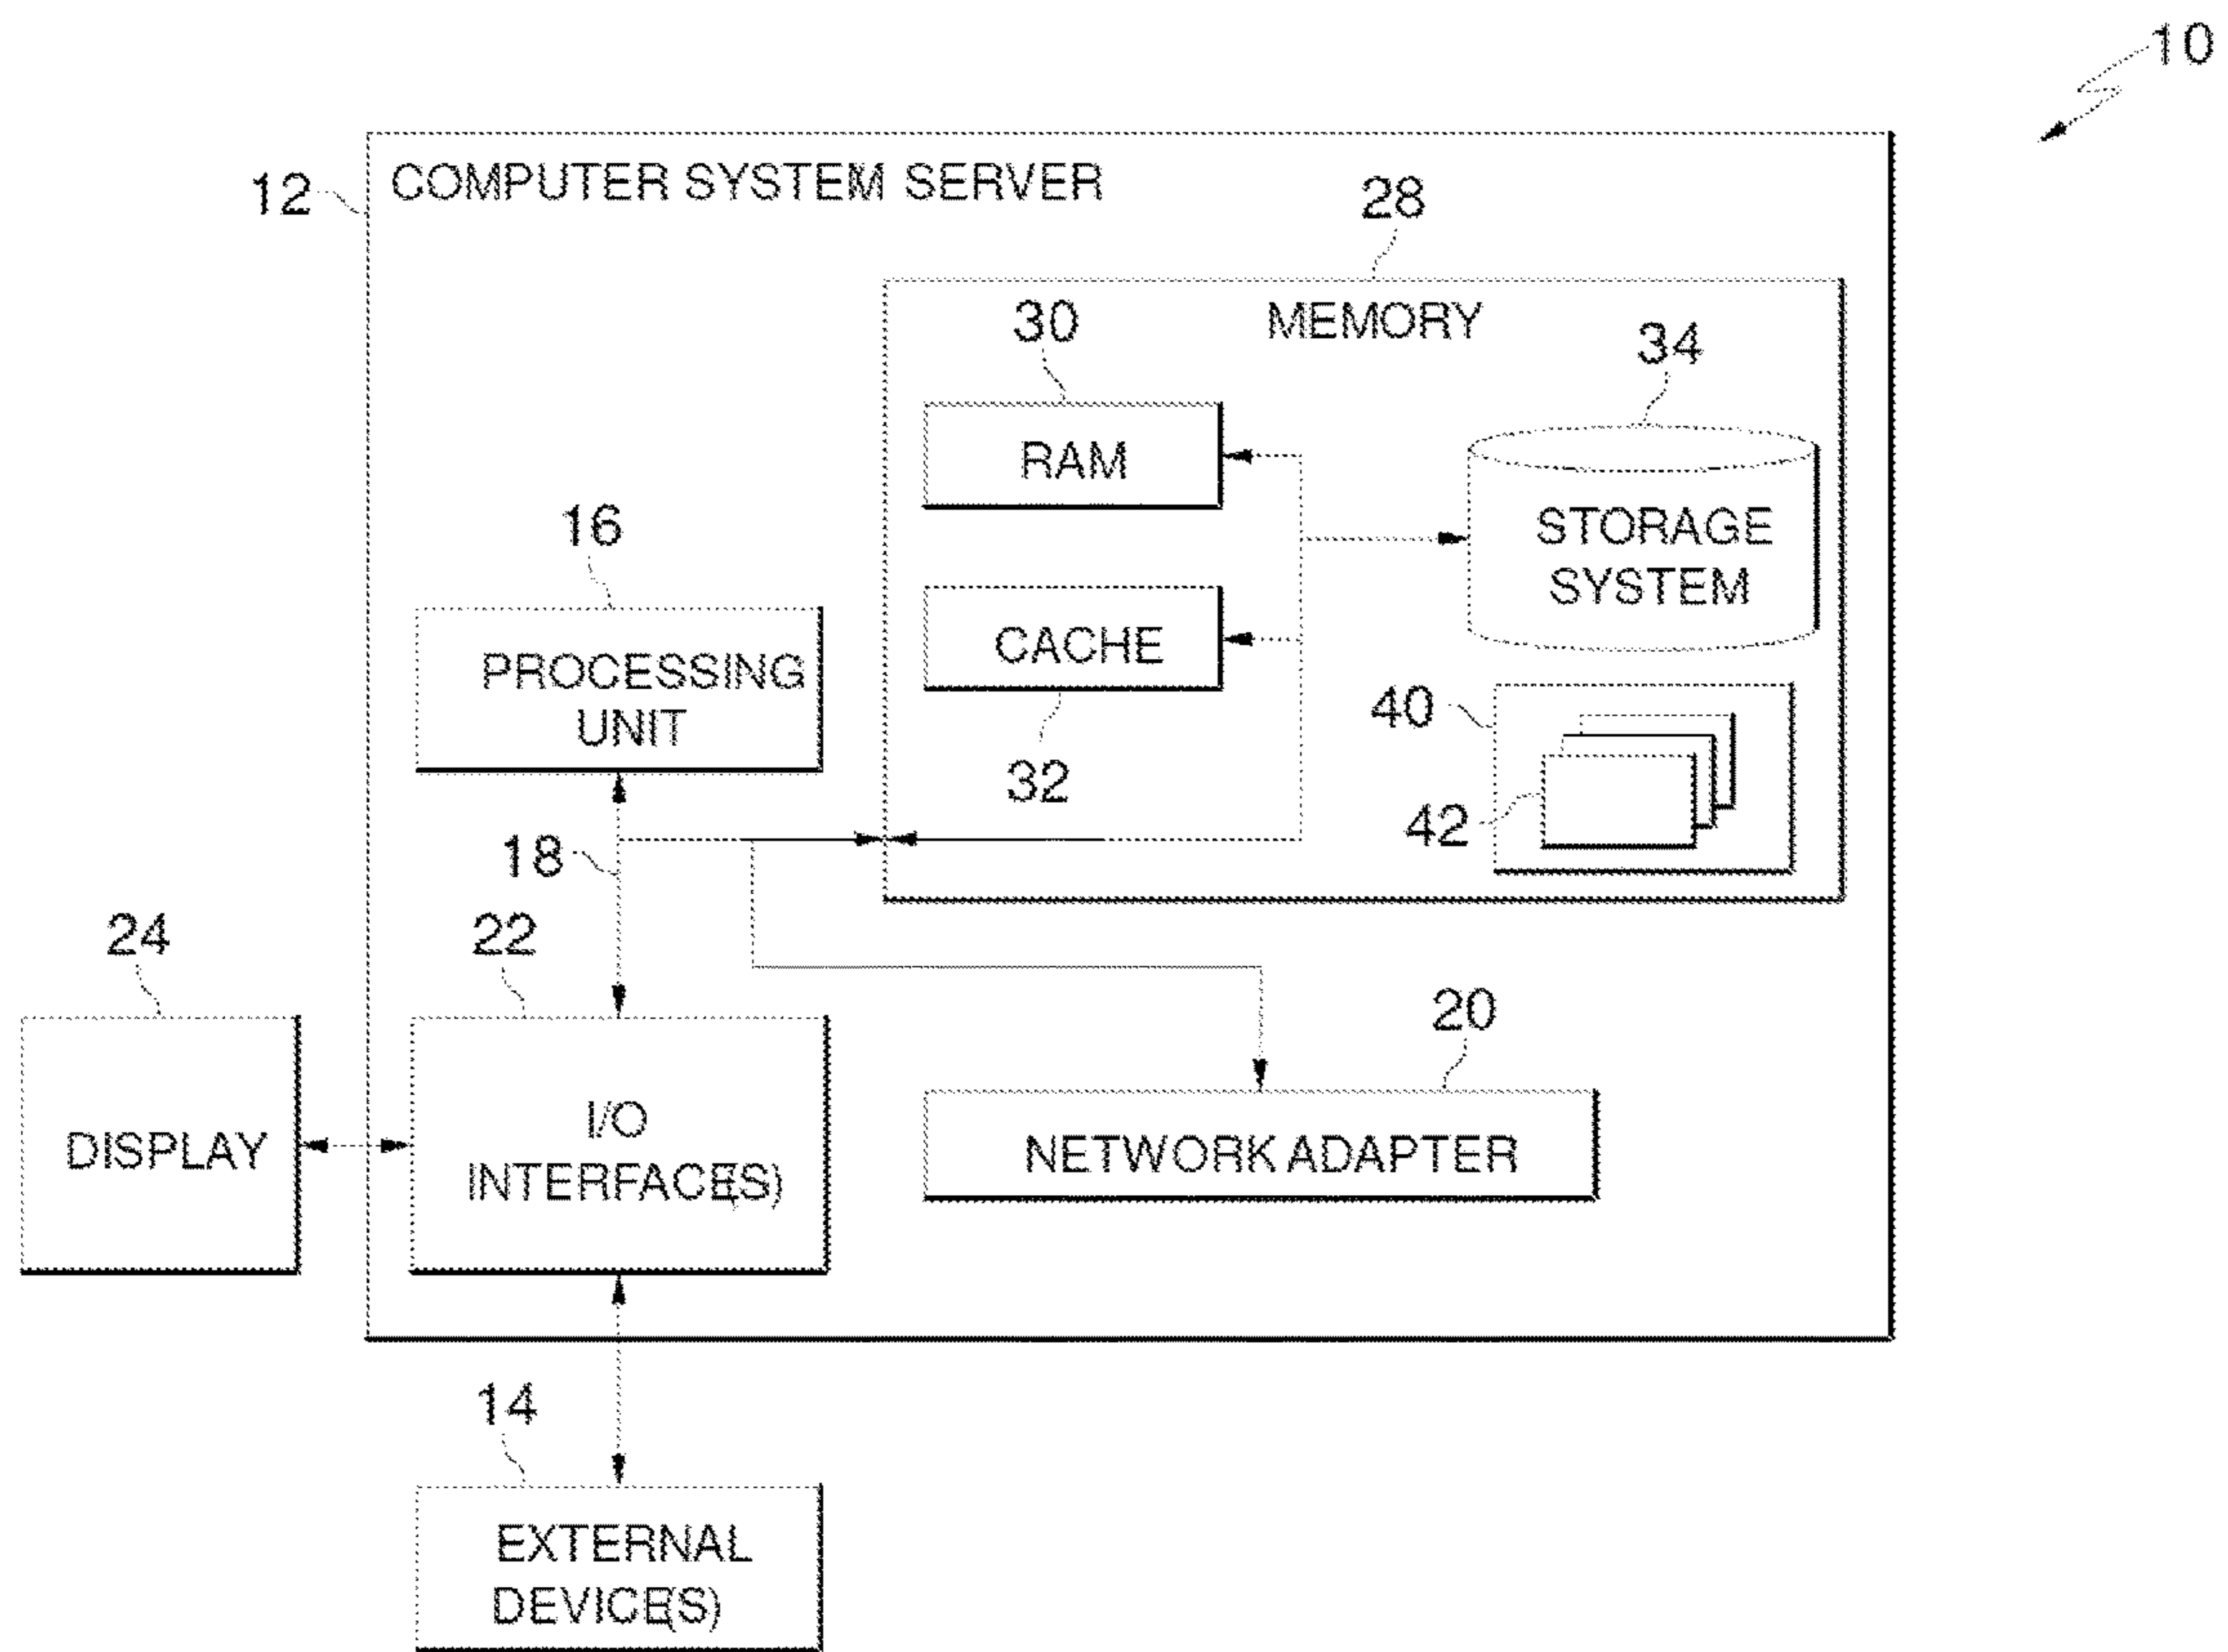 10
12
COMPUTER SYSTEM SERVER
28
MEMORY
30
RAM
34
STORAGE
SYSTEM
16
PROCESSING
UNIT
CACHE
32
40
42
18
24
DISPLAY
22
I/O
INTERFACE(S)
20
NETWORK ADAPTER
14
EXTERNAL
DEVICE(S)